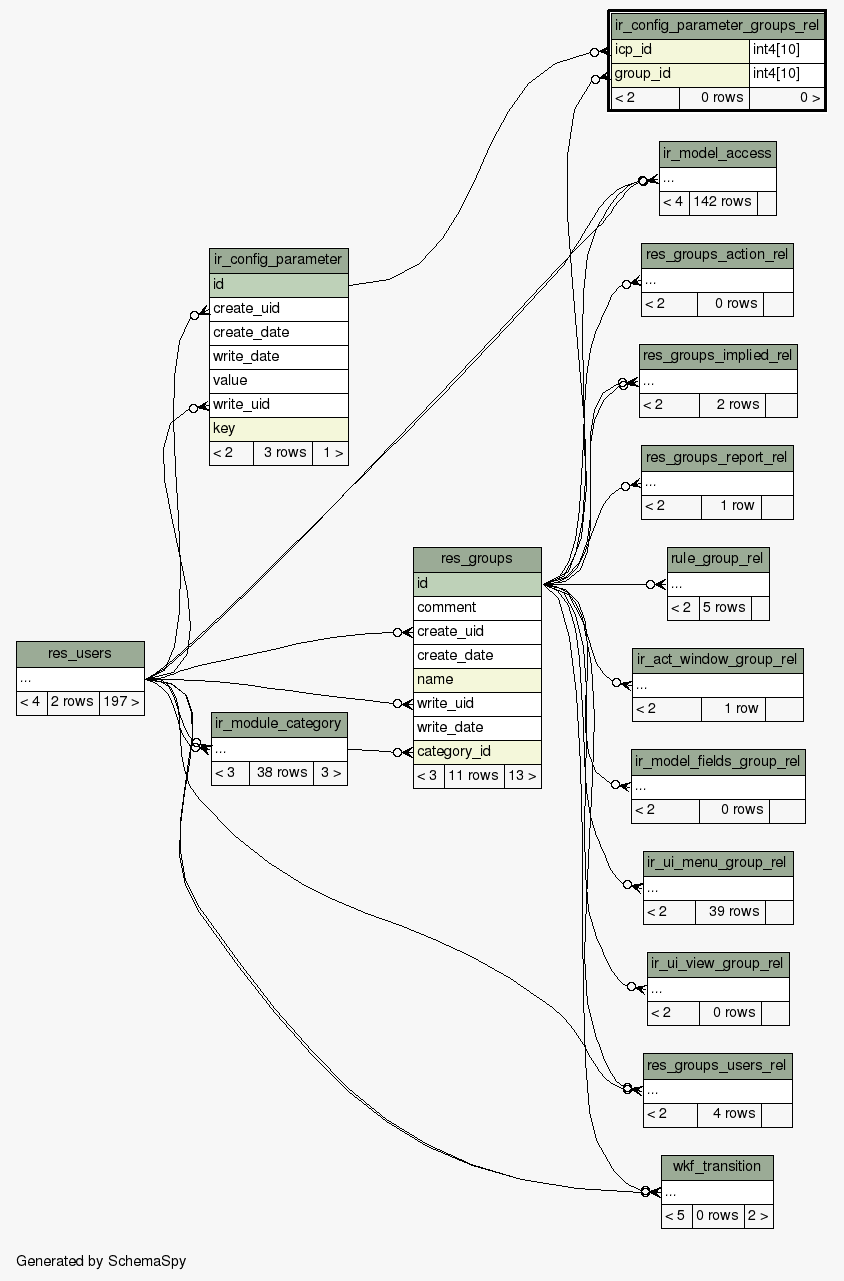 ir_config_parameter_groups_rel
icp_id int4[10]
group_id int4[10]
< 2 0 rows 0 >
ir_model_access
...
< 4 142 rows
res_groups_action_rel
...
< 2 0 rows
ir_config_parameter
id
create_uid
create_date
write_date
value
write_uid
key
< 2 3 rows 1 >
res_groups_implied_rel
...
< 2 2 rows
res_groups_report_rel
...
< 2 1 row
res_groups
id
comment
create_uid
create_date
name
write_uid
write_date
category_id
< 3 11 rows 13 >
rule_group_rel
...
< 2 5 rows
res_users
...
< 4 2 rows 197 >
ir_act_window_group_rel
...
< 2 1 row
ir_module_category
...
< 3 38 rows 3 >
ir_model_fields_group_rel
...
< 2 0 rows
ir_ui_menu_group_rel
...
< 2 39 rows
ir_ui_view_group_rel
...
< 2 0 rows
res_groups_users_rel
...
< 2 4 rows
wkf_transition
...
< 5 0 rows 2 >
Generated by SchemaSpy